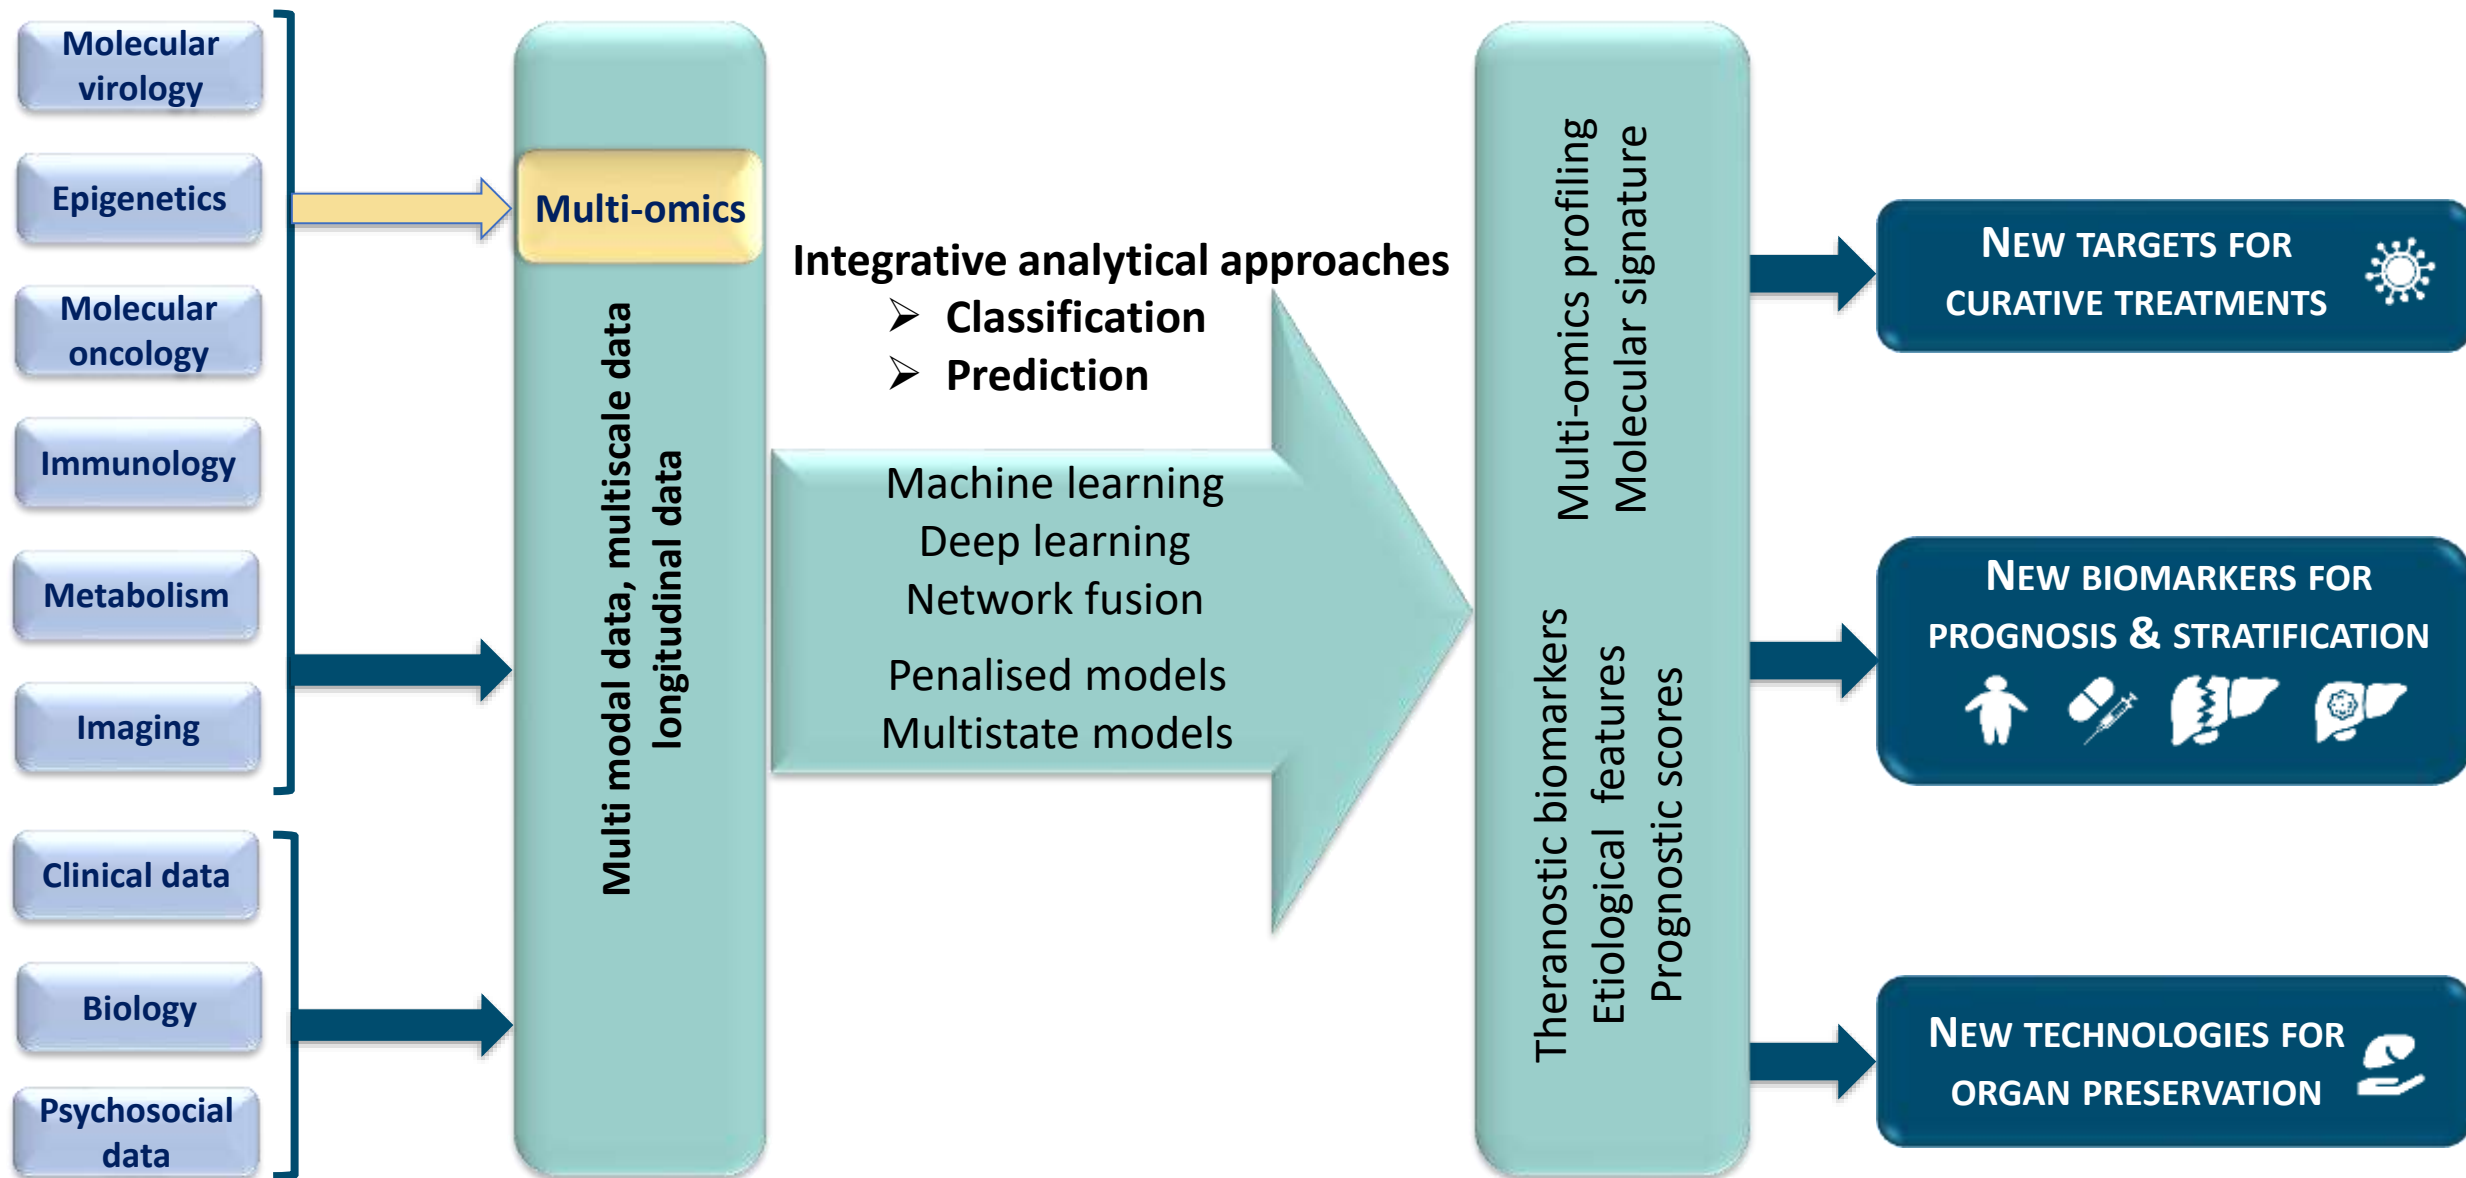 Molecular
virology
Epigenetics
Molecular
oncology
Immunology
Metabolism
Imaging
Clinical data
Biology
Psychosocial
data
Multi-omics
Multi modal data, multiscale data
longitudinal data
Integrative analytical approaches
➢ Classification
➢ Prediction
Machine learning
Deep learning
Network fusion
Penalised models
Multistate models
Multi-omics profiling
Molecular signature
Theranostic biomarkers
Etiological features
Prognostic scores
NEW TARGETS FOR
CURATIVE TREATMENTS
NEW BIOMARKERS FOR
PROGNOSIS & STRATIFICATION
NEW TECHNOLOGIES FOR
ORGAN PRESERVATION